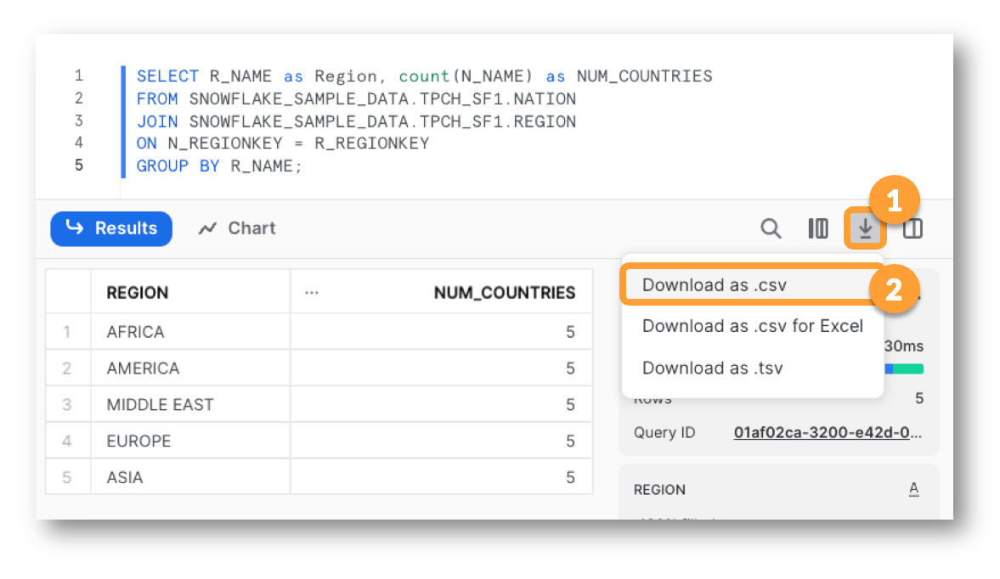 1 SELECT R_NAME as Region, count(N_NAME) as NUM_COUNTRIES
2 FROM SNOWFLAKE_SAMPLE_DATA.TPCH_SF1.NATION
3 JOIN SNOWFLAKE_SAMPLE_DATA.TPCH_SF1.REGION
4 ON N_REGIONKEY = R_REGIONKEY
5 GROUP BY R_NAME;
1
Results Chart
2
Download as .csv
Download as .csv for Excel
Download as .tsv
REGION ... NUM_COUNTRIES
1 AFRICA 5
2 AMERICA 5
3 MIDDLE EAST 5
4 EUROPE 5
5 ASIA 5
30ms
Rows 5
Query ID 01af02ca-3200-e42d-0...
REGION A